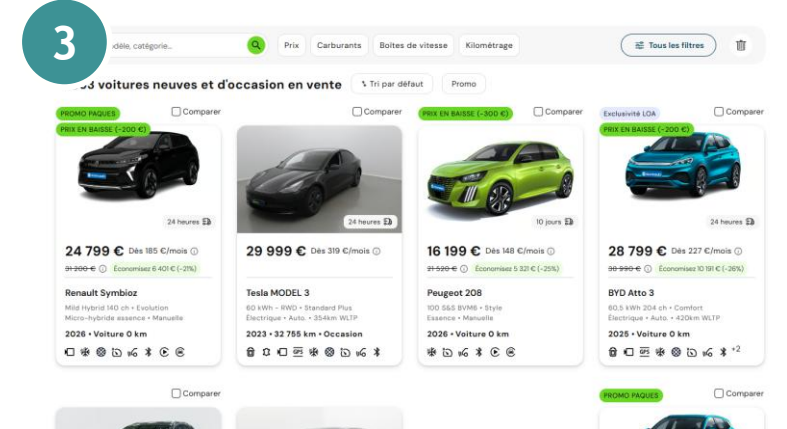 3
modèle, catégorie...
Prix
Carburants
Boites de vitesse
Kilométrage
Tous les filtres
voitures neuves et d'occasion en vente
Tri par défaut
Promo
PROMO PAQUES
Comparer
PRIX EN BAISSE (-200 €)
24 heures
24 799 € Dès 185 €/mois
31 200 € Économisez 6 401 € (-21%)
Renault Symbioz
Mild Hybrid 140 ch • Evolution
Micro-hybride essence • Manuelle
2026 • Voiture 0 km
Comparer
24 heures
29 999 € Dès 319 €/mois
Tesla MODEL 3
60 kWh - RWD • Standard Plus
Électrique • Auto. • 354km WLTP
2023 • 32 755 km • Occasion
GPS
PRIX EN BAISSE (-300 €)
Comparer
10 jours
16 199 € Dès 148 €/mois
21 520 € Économisez 5 321 € (-25%)
Peugeot 208
100 S&S BVM6 • Style
Essence • Manuelle
2026 • Voiture 0 km
Exclusivité LOA
Comparer
PRIX EN BAISSE (-200 €)
24 heures
28 799 € Dès 227 €/mois
38 990 € Économisez 10 191 € (-36%)
BYD Atto 3
60,5 kWh 204 ch • Comfort
Électrique • Auto. • 420km WLTP
2025 • Voiture 0 km
GPS
+2
Comparer
PROMO PAQUES
Comparer